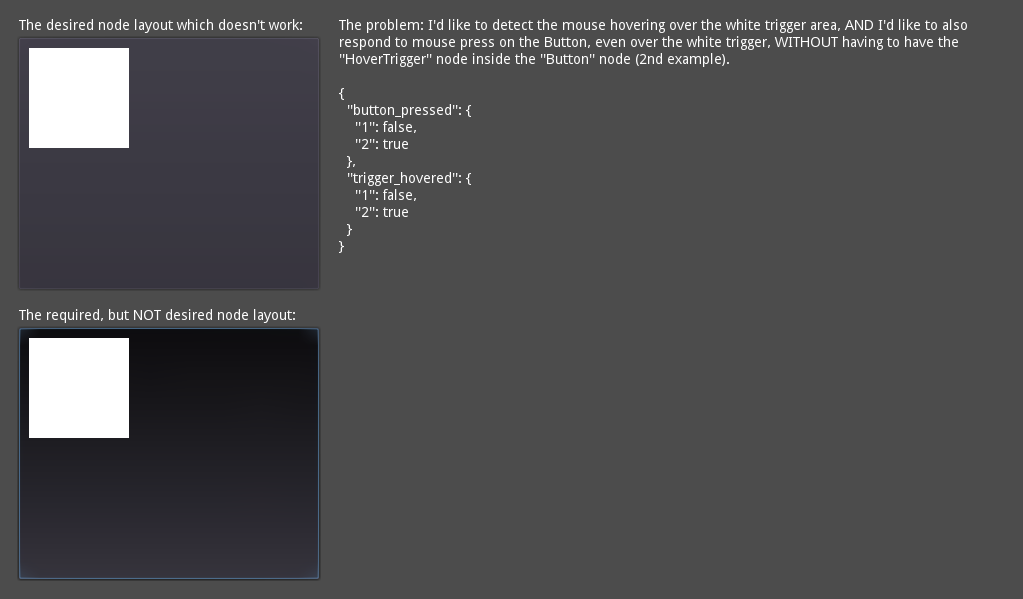 The desired node layout which doesn't work:
The problem: I'd like to detect the mouse hovering over the white trigger area, AND I'd like to also
respond to mouse press on the Button, even over the white trigger, WITHOUT having to have the
"HoverTrigger" node inside the "Button" node (2nd example).
{
"button_pressed": {
"1": false,
"2": true
},
"trigger_hovered": {
"1": false,
"2": true
}
}
The required, but NOT desired node layout: